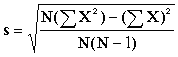 s = √((N(∑X²) − (∑X)²) / (N(N − 1)))